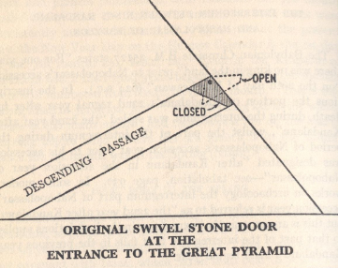 OPEN
CLOSED
DESCENDING PASSAGE
ORIGINAL SWIVEL STONE DOOR
AT THE
ENTRANCE TO THE GREAT PYRAMID